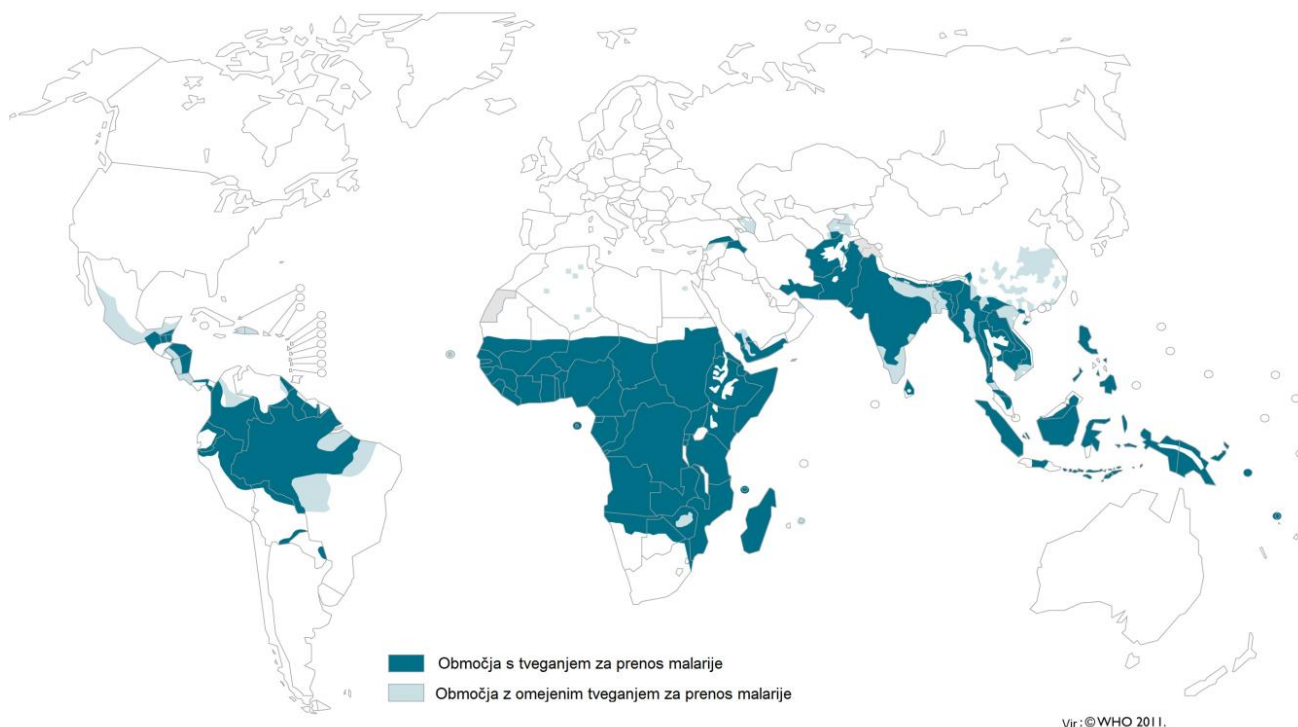 Območja s tveganjem za prenos malarije
Območja z omejenim tveganjem za prenos malarije
Vir: © WHO 2011.